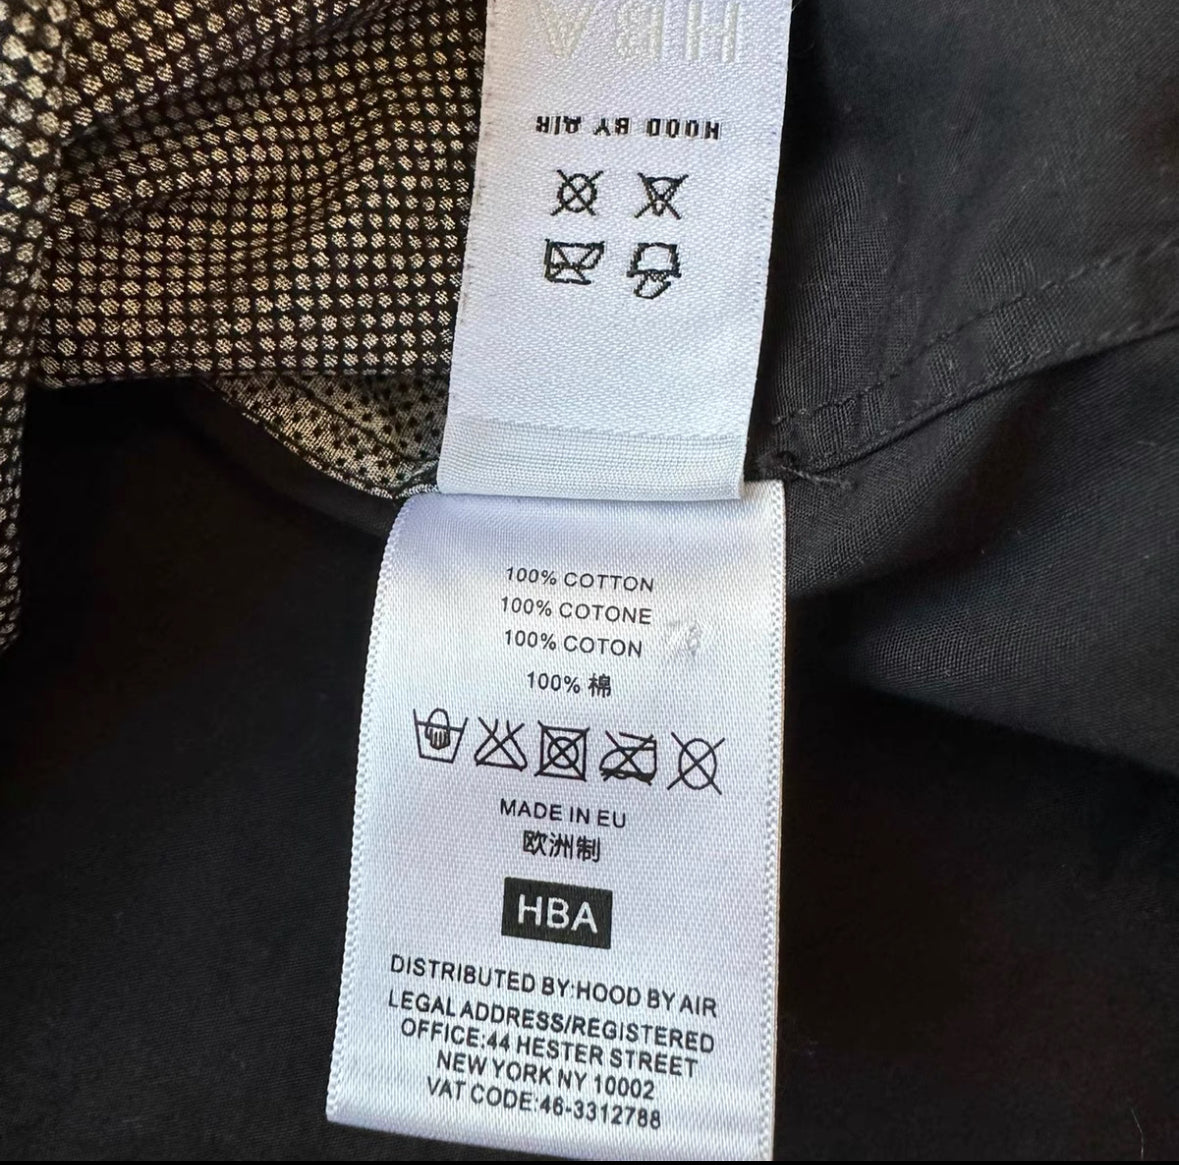 HBA
HOOD BY AIR
100% COTTON
100% COTONE
100% COTON
100% 棉
MADE IN EU
欧洲制
HBA
DISTRIBUTED BY:HOOD BY AIR
LEGAL ADDRESS/REGISTERED
OFFICE:44 HESTER STREET
NEW YORK NY 10002
VAT CODE:46-3312788